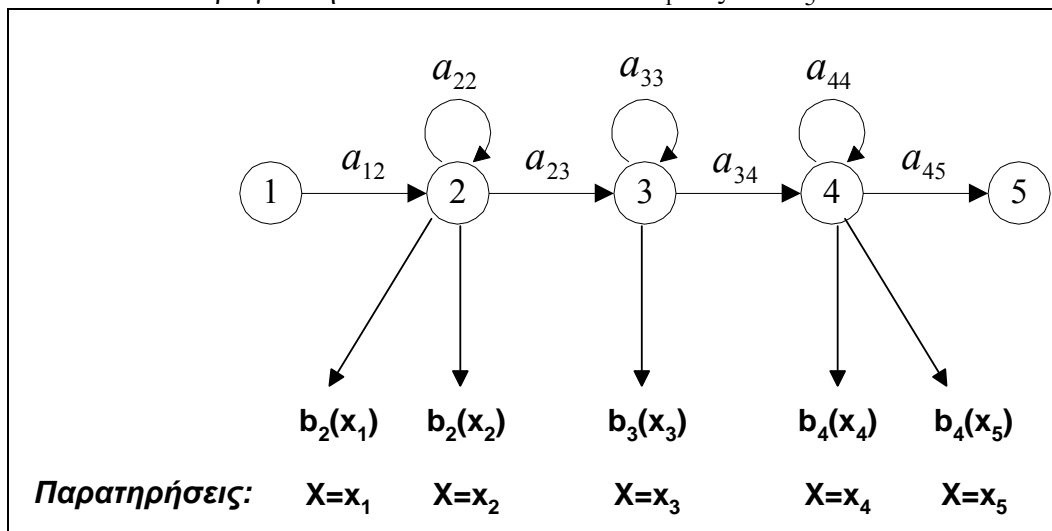 a₂₂ a₃₃ a₄₄
a₁₂ a₂₃ a₃₄ a₄₅
1 2 3 4 5
b₂(x₁) b₂(x₂) b₃(x₃) b₄(x₄) b₄(x₅)
Παρατηρήσεις: X=x₁ X=x₂ X=x₃ X=x₄ X=x₅